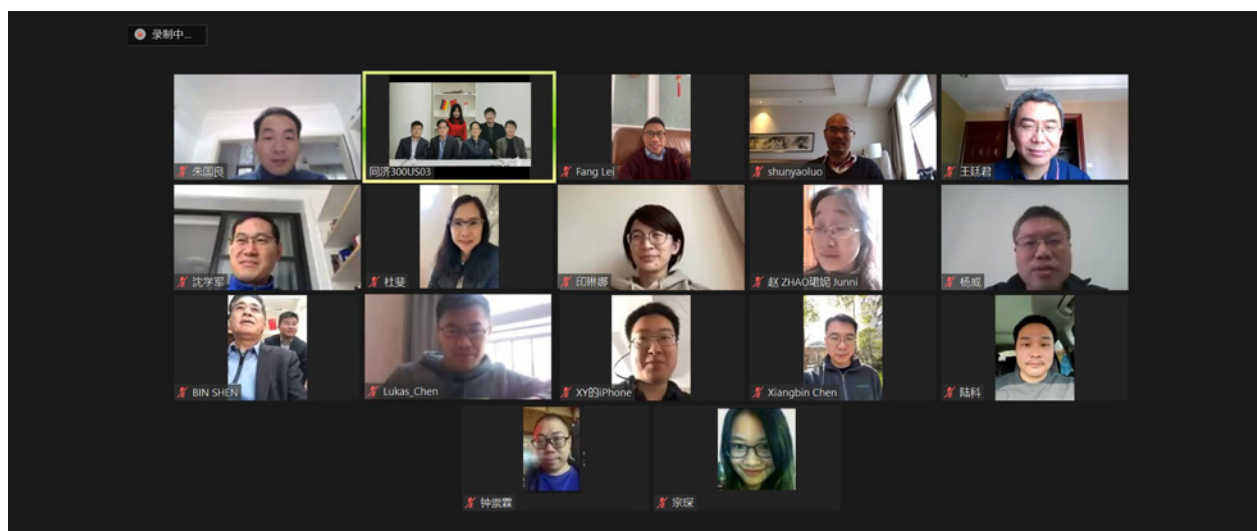 录制中...
朱国良
同济300US03
Fang Lei
shunyaoluo
王廷君
沈学军
杜斐
印琳娜
赵 ZHAO珺妮 Junni
杨威
BIN SHEN
Lukas_Chen
XY的iPhone
Xiangbin Chen
陆科
钟崇霖
宗琛